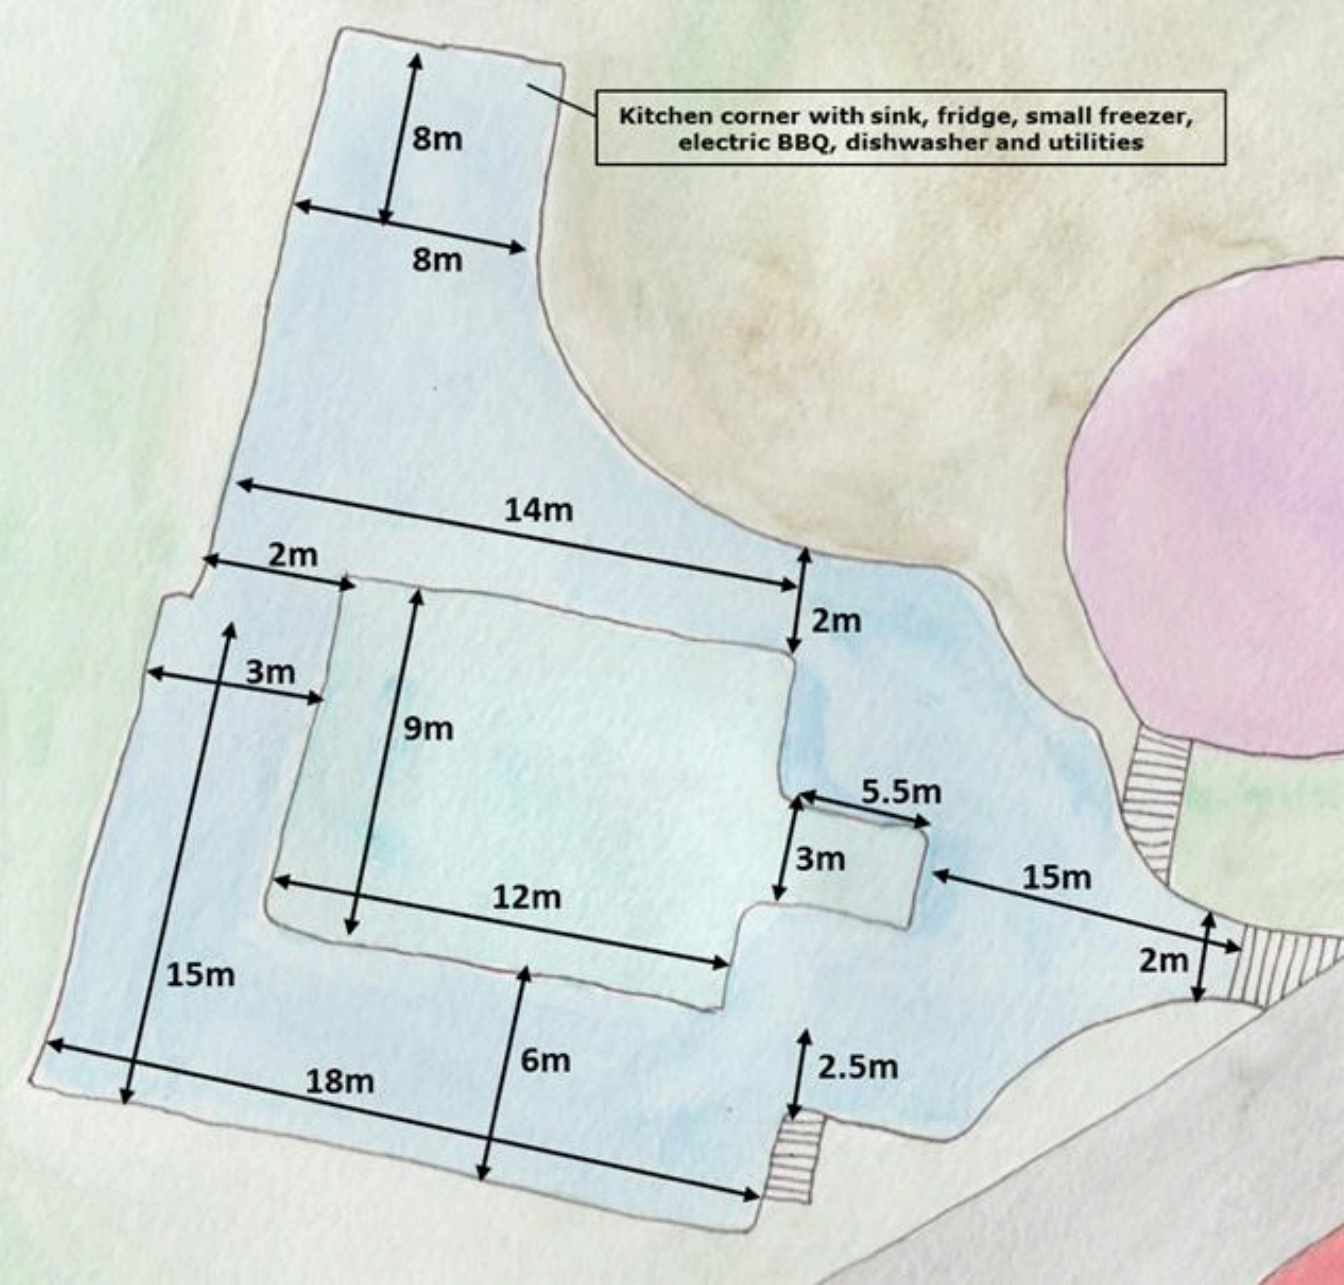 Kitchen corner with sink, fridge, small freezer,
electric BBQ, dishwasher and utilities
8m
8m
14m
2m
2m
3m
9m
5.5m
3m
15m
12m
2m
15m
6m
2.5m
18m